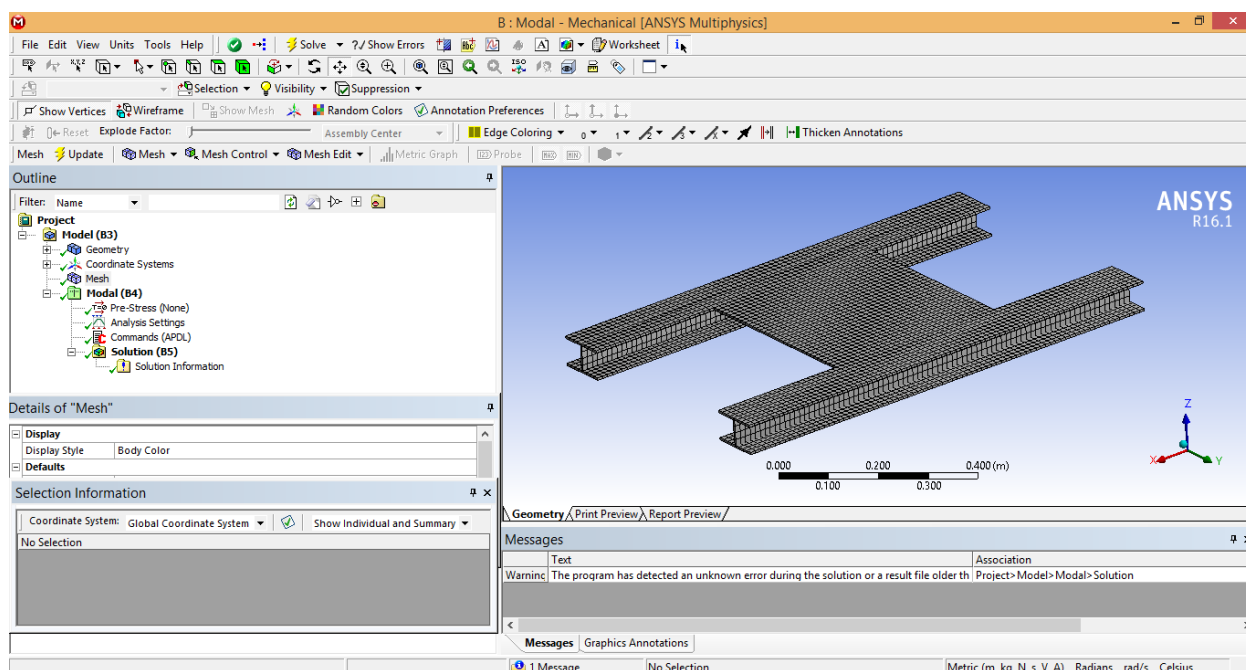 B : Modal - Mechanical [ANSYS Multiphysics]
File Edit View Units Tools Help Solve ?/ Show Errors Worksheet
Selection Visibility Suppression
Show Vertices Wireframe Show Mesh Random Colors Annotation Preferences
Reset Explode Factor: Assembly Center Edge Coloring Thicken Annotations
Mesh Update Mesh Mesh Control Mesh Edit Metric Graph Probe
Outline
Filter: Name
Project
Model (B3)
Geometry
Coordinate Systems
Mesh
Modal (B4)
Pre-Stress (None)
Analysis Settings
Commands (APDL)
Solution (B5)
Solution Information
Details of "Mesh"
Display
Display Style Body Color
Defaults
Selection Information
Coordinate System: Global Coordinate System Show Individual and Summary
No Selection
ANSYS
R16.1
Z
X Y
0.000 0.200 0.400 (m)
0.100 0.300
Geometry Print Preview Report Preview
Messages
Text Association
Warning The program has detected an unknown error during the solution or a result file older th Project>Model>Modal>Solution
Messages Graphics Annotations
1 Message No Selection Metric (m, kg, N, s, V, A) Radians rad/s Celsius